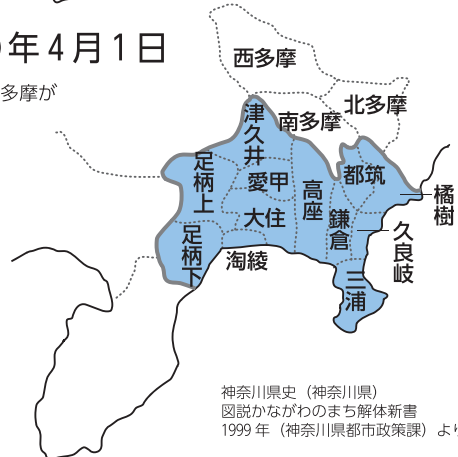 年4月1日
多摩が
西多摩
北多摩
南多摩
津久井
都筑
足柄上
愛甲
高座
橘樹
大住
鎌倉
久良岐
足柄下
淘綾
三浦
神奈川県史（神奈川県）
図説かながわのまち解体新書
1999 年（神奈川県都市政策課）より